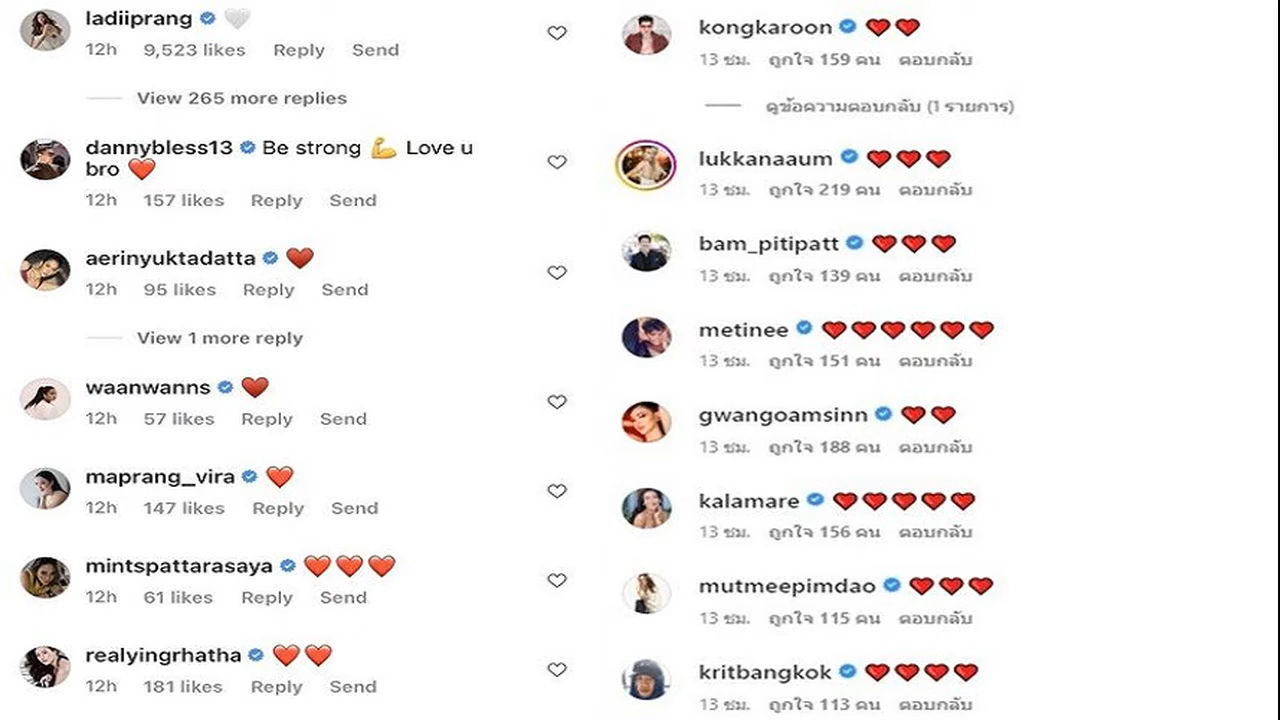 ladiiprang 🤍
12h 9,523 likes Reply Send
View 265 more replies
dannybless13 Be strong 💪 Love u
bro ❤️
12h 157 likes Reply Send
aerinyuktadatta ❤️
12h 95 likes Reply Send
View 1 more reply
waanwanns ❤️
12h 57 likes Reply Send
maprang_vira ❤️
12h 147 likes Reply Send
mintspattarasaya ❤️❤️❤️
12h 61 likes Reply Send
realyingrhatha ❤️❤️
12h 181 likes Reply Send
kongkaroon ❤️❤️
13 ชม. ถูกใจ 159 คน ตอบกลับ
ดูข้อความตอบกลับ (1 รายการ)
lukkanaaum ❤️❤️❤️
13 ชม. ถูกใจ 219 คน ตอบกลับ
bam_pitipatt ❤️❤️❤️
13 ชม. ถูกใจ 139 คน ตอบกลับ
metinee ❤️❤️❤️❤️❤️❤️
13 ชม. ถูกใจ 151 คน ตอบกลับ
gwangoamsinn ❤️❤️
13 ชม. ถูกใจ 188 คน ตอบกลับ
kalamare ❤️❤️❤️❤️❤️
13 ชม. ถูกใจ 156 คน ตอบกลับ
mutmeepimdao ❤️❤️❤️
13 ชม. ถูกใจ 115 คน ตอบกลับ
kritbangkok ❤️❤️❤️❤️
13 ชม. ถูกใจ 113 คน ตอบกลับ